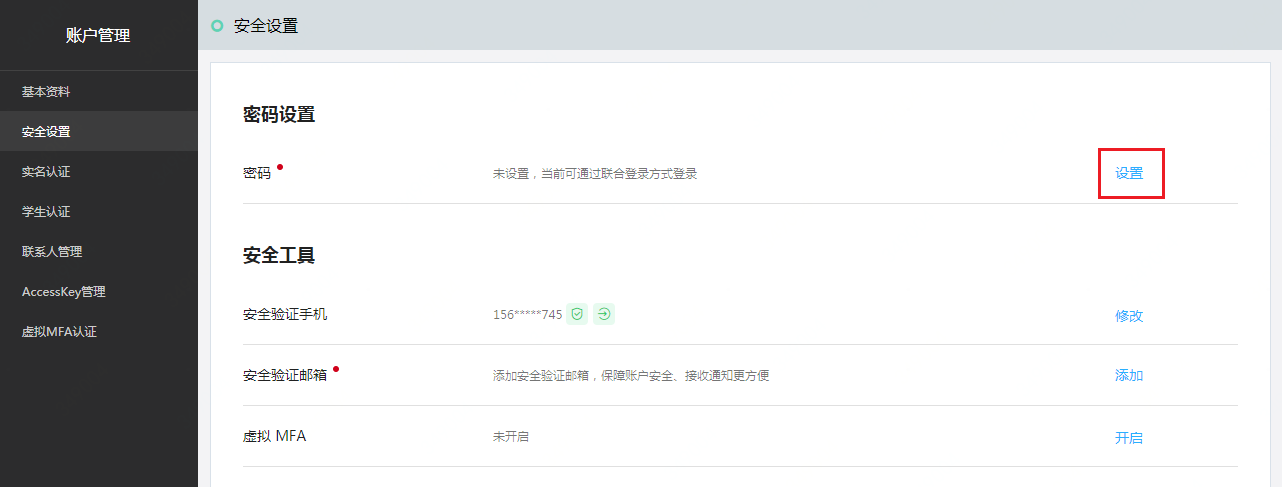 账户管理
基本资料
安全设置
实名认证
学生认证
联系人管理
AccessKey管理
虚拟MFA认证
安全设置
密码设置
密码 未设置，当前可通过联合登录方式登录 设置
安全工具
安全验证手机 156*****745 修改
安全验证邮箱 添加安全验证邮箱，保障账户安全、接收通知更方便 添加
虚拟 MFA 未开启 开启